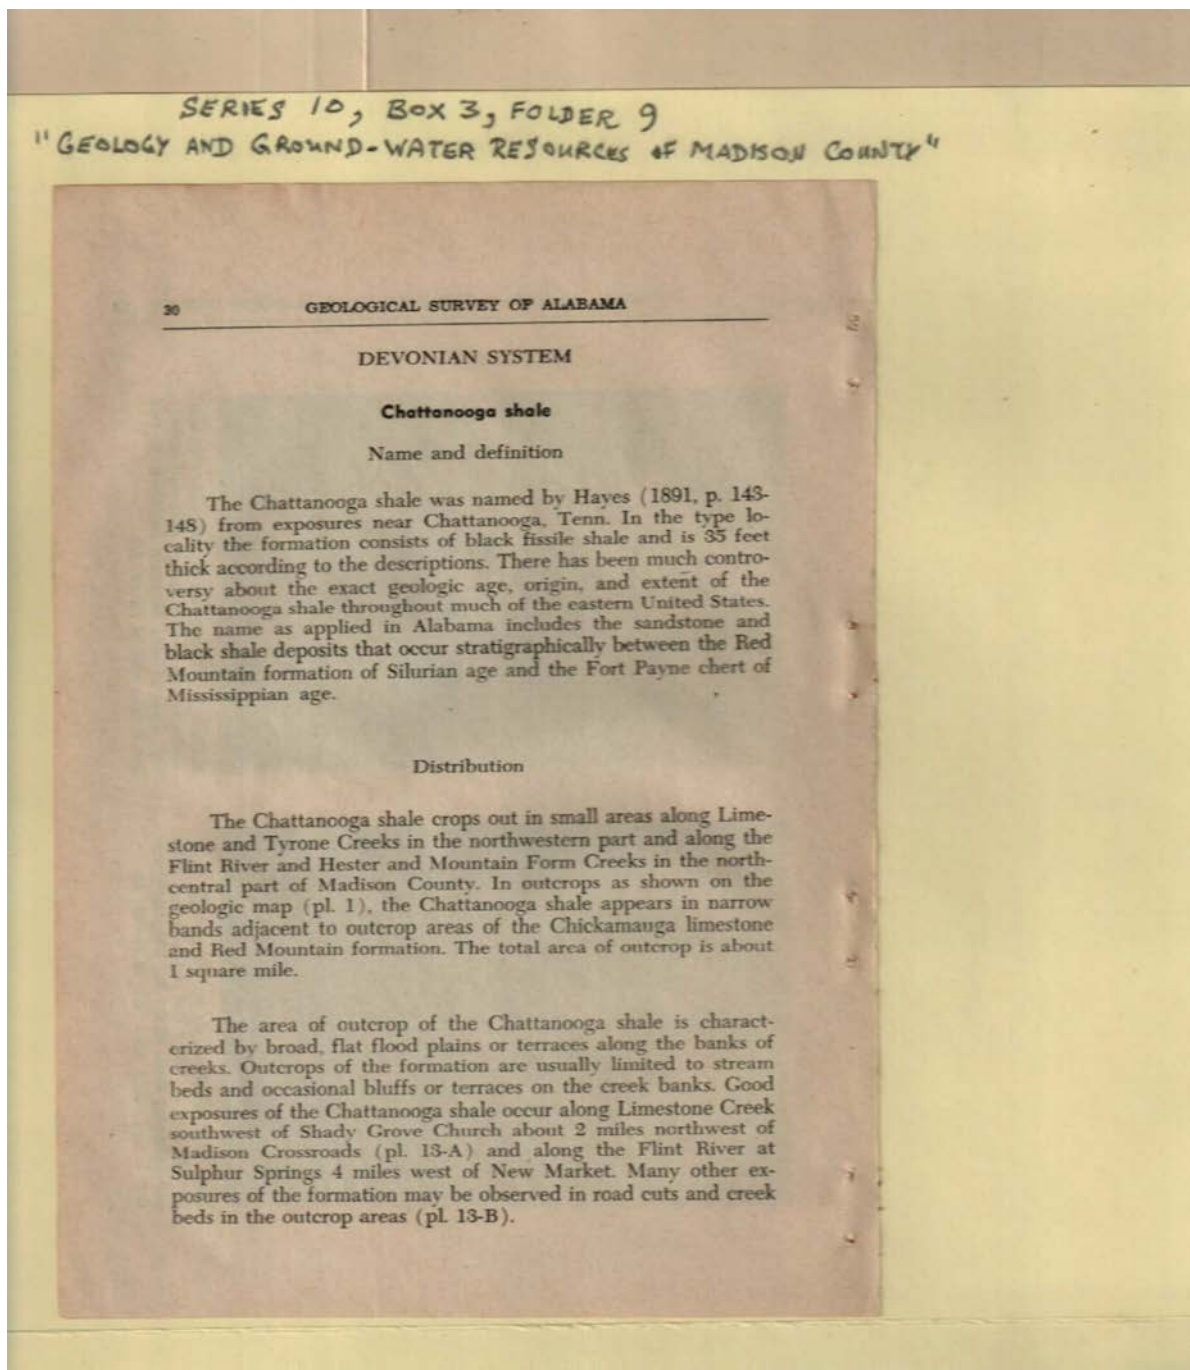 SERIES 10, BOX 3, FOLDER 9
"GEOLOGY AND GROUND-WATER RESOURCES OF MADISON COUNTY"
30 GEOLOGICAL SURVEY OF ALABAMA
DEVONIAN SYSTEM
Chattanooga shale
Name and definition
The Chattanooga shale was named by Hayes (1891, p. 143-
148) from exposures near Chattanooga, Tenn. In the type lo-
cality the formation consists of black fissile shale and is 35 feet
thick according to the descriptions. There has been much contro-
versy about the exact geologic age, origin, and extent of the
Chattanooga shale throughout much of the eastern United States.
The name as applied in Alabama includes the sandstone and
black shale deposits that occur stratigraphically between the Red
Mountain formation of Silurian age and the Fort Payne chert of
Mississippian age.
Distribution
The Chattanooga shale crops out in small areas along Lime-
stone and Tyrone Creeks in the northwestern part and along the
Flint River and Hester and Mountain Form Creeks in the north-
central part of Madison County. In outcrops as shown on the
geologic map (pl. 1), the Chattanooga shale appears in narrow
bands adjacent to outcrop areas of the Chickamauga limestone
and Red Mountain formation. The total area of outcrop is about
1 square mile.
The area of outcrop of the Chattanooga shale is charact-
erized by broad, flat flood plains or terraces along the banks of
creeks. Outcrops of the formation are usually limited to stream
beds and occasional bluffs or terraces on the creek banks. Good
exposures of the Chattanooga shale occur along Limestone Creek
southwest of Shady Grove Church about 2 miles northwest of
Madison Crossroads (pl. 13-A) and along the Flint River at
Sulphur Springs 4 miles west of New Market. Many other ex-
posures of the formation may be observed in road cuts and creek
beds in the outcrop areas (pl. 13-B).